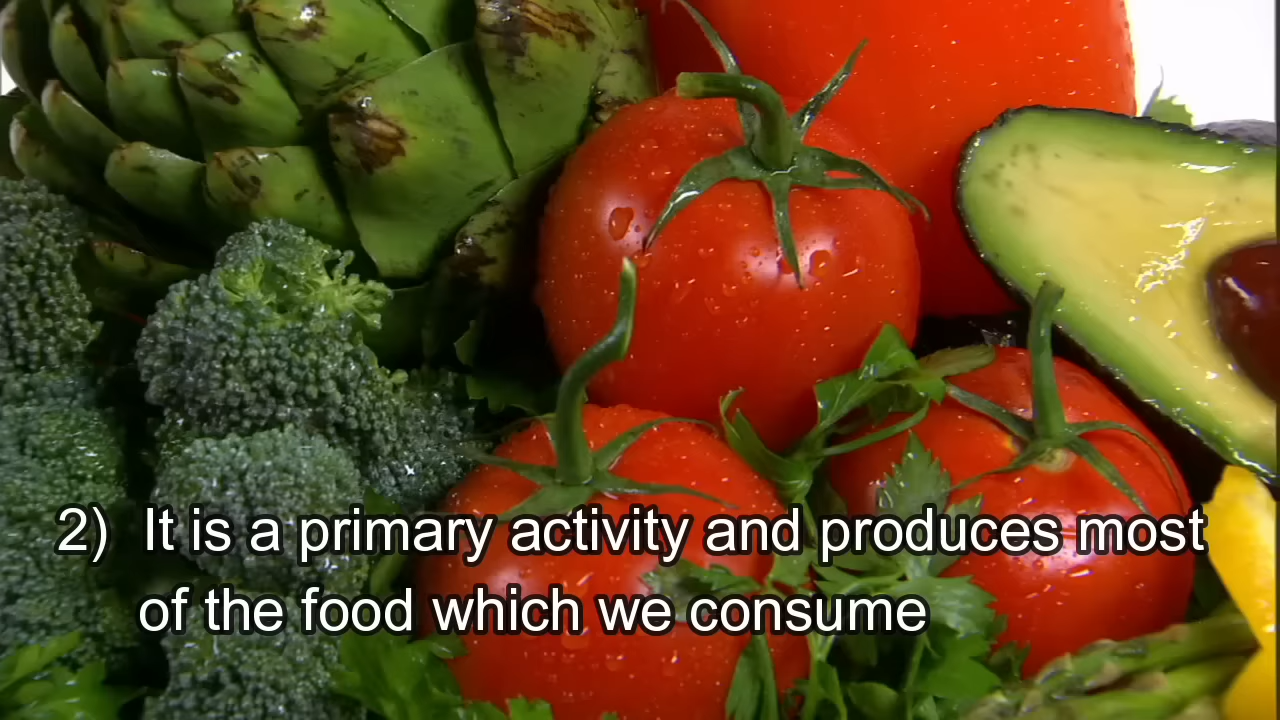 2) It is a primary activity and produces most
of the food which we consume